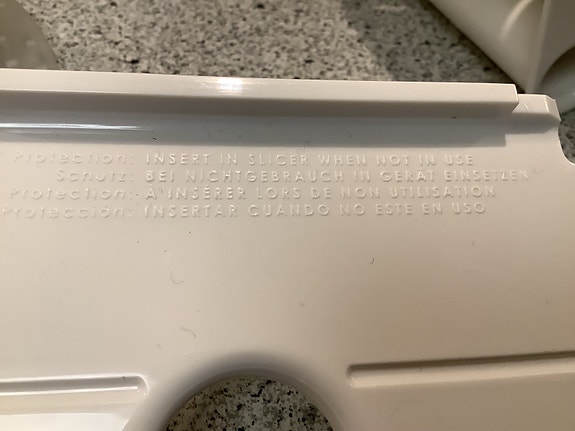 Protection: INSERT IN SLICER WHEN NOT IN USE
Schutz: BEI NICHTGEBRAUCH IN GERÄT EINSETZEN
Protection: A INSERER LORS DE NON UTILISATION
Protección: INSERTAR CUANDO NO ESTE EN USO